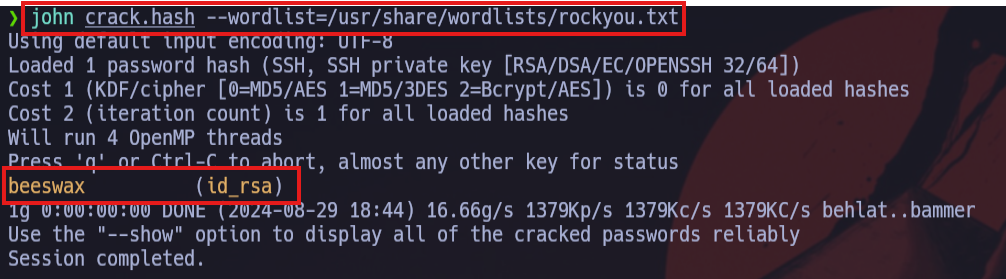 ❯ john crack.hash --wordlist=/usr/share/wordlists/rockyou.txt
Using default input encoding: UTF-8
Loaded 1 password hash (SSH, SSH private key [RSA/DSA/EC/OPENSSH 32/64])
Cost 1 (KDF/cipher [0=MD5/AES 1=MD5/3DES 2=Bcrypt/AES]) is 0 for all loaded hashes
Cost 2 (iteration count) is 1 for all loaded hashes
Will run 4 OpenMP threads
Press 'q' or Ctrl-C to abort, almost any other key for status
beeswax          (id_rsa)
1g 0:00:00:00 DONE (2024-08-29 18:44) 16.66g/s 1379Kp/s 1379Kc/s 1379KC/s behlat..bammer
Use the "--show" option to display all of the cracked passwords reliably
Session completed.